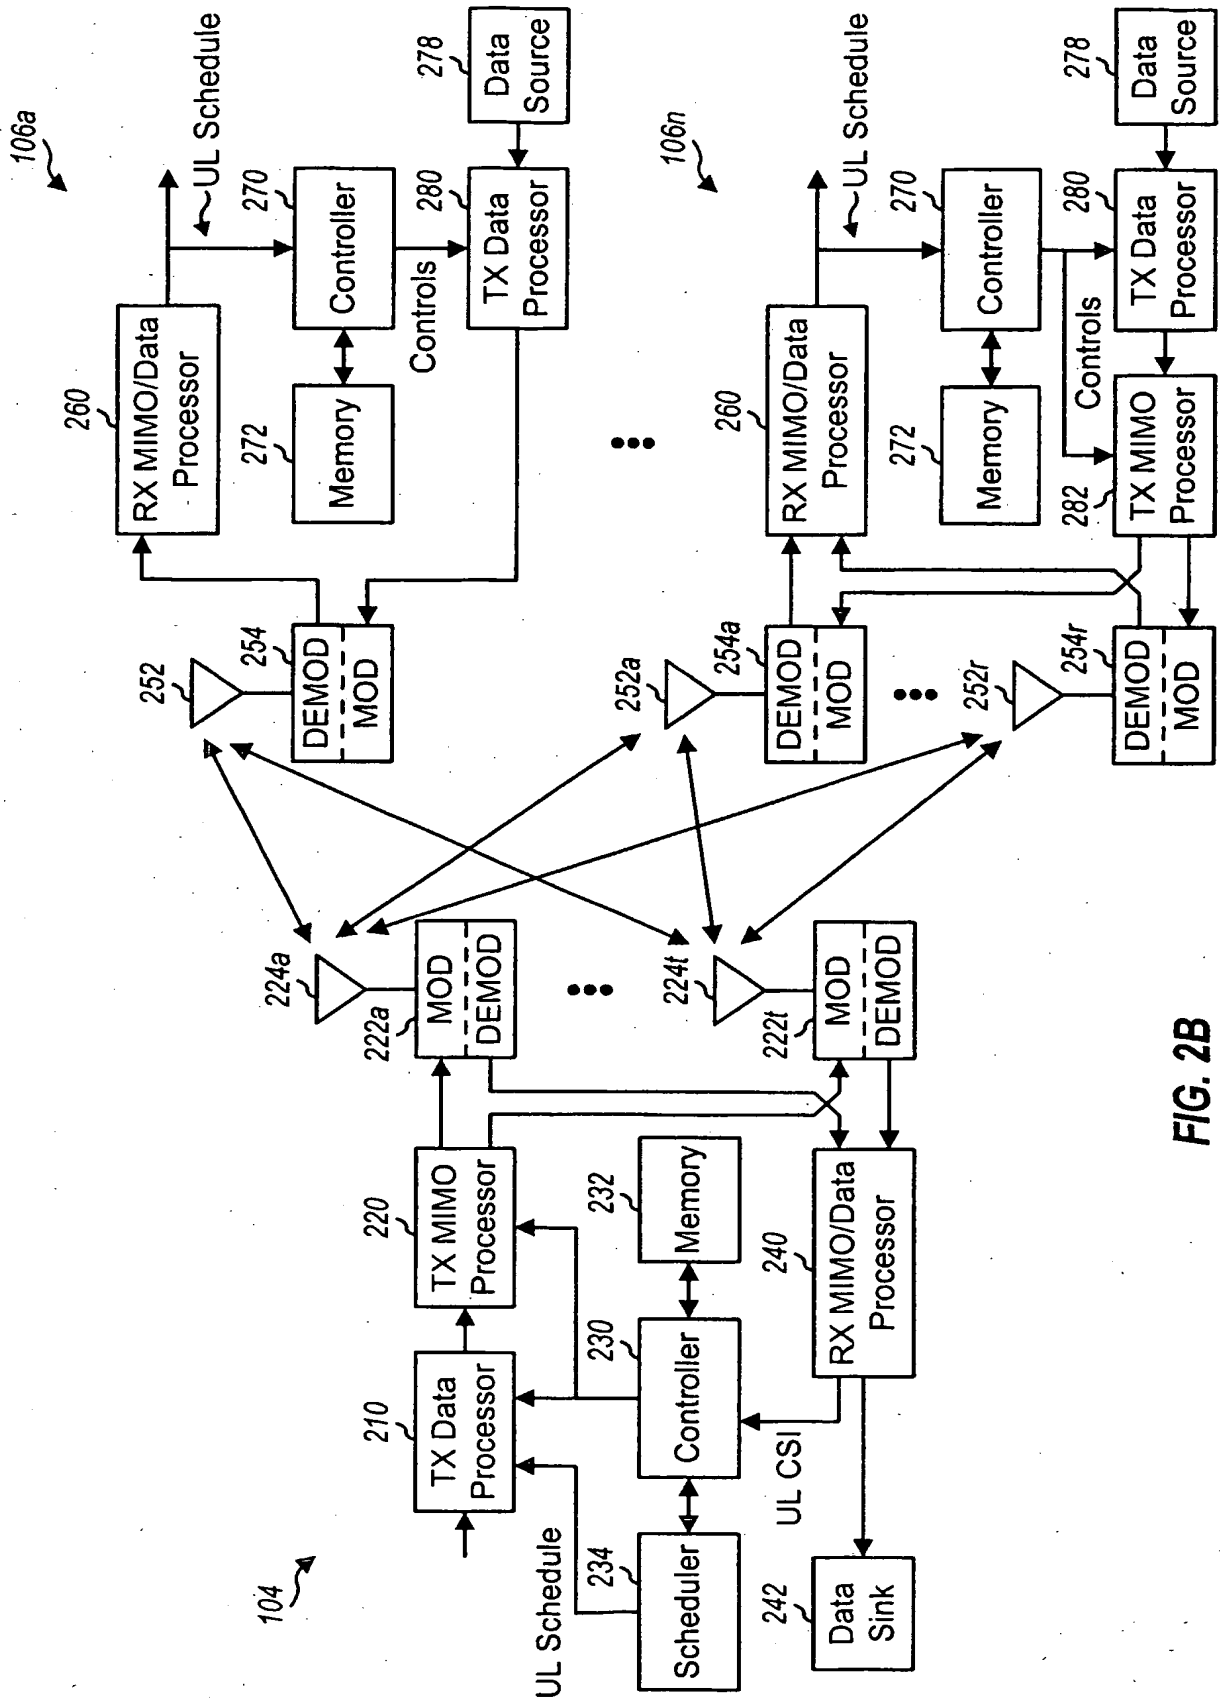 104
UL Schedule
234
Scheduler
242
Data
Sink
210
TX Data
Processor
230
Controller
UL CSI
220
TX MIMO
Processor
232
Memory
240
RX MIMO/Data
Processor
224a
222a
MOD
DEMOD
224t
222t
MOD
DEMOD
106a
252
254
DEMOD
MOD
260
RX MIMO/Data
Processor
UL Schedule
272
Memory
270
Controller
Controls
280
TX Data
Processor
278
Data
Source
106n
252a
254a
DEMOD
MOD
252r
254r
DEMOD
MOD
260
RX MIMO/Data
Processor
UL Schedule
272
Memory
270
Controller
Controls
282
TX MIMO
Processor
280
TX Data
Processor
278
Data
Source
FIG. 2B